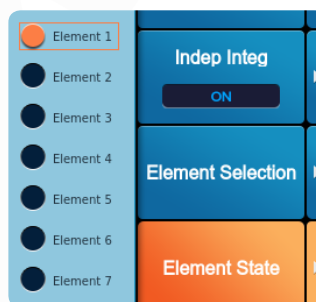 Element 1
Element 2
Element 3
Element 4
Element 5
Element 6
Element 7
Indep Integ
ON
Element Selection
Element State